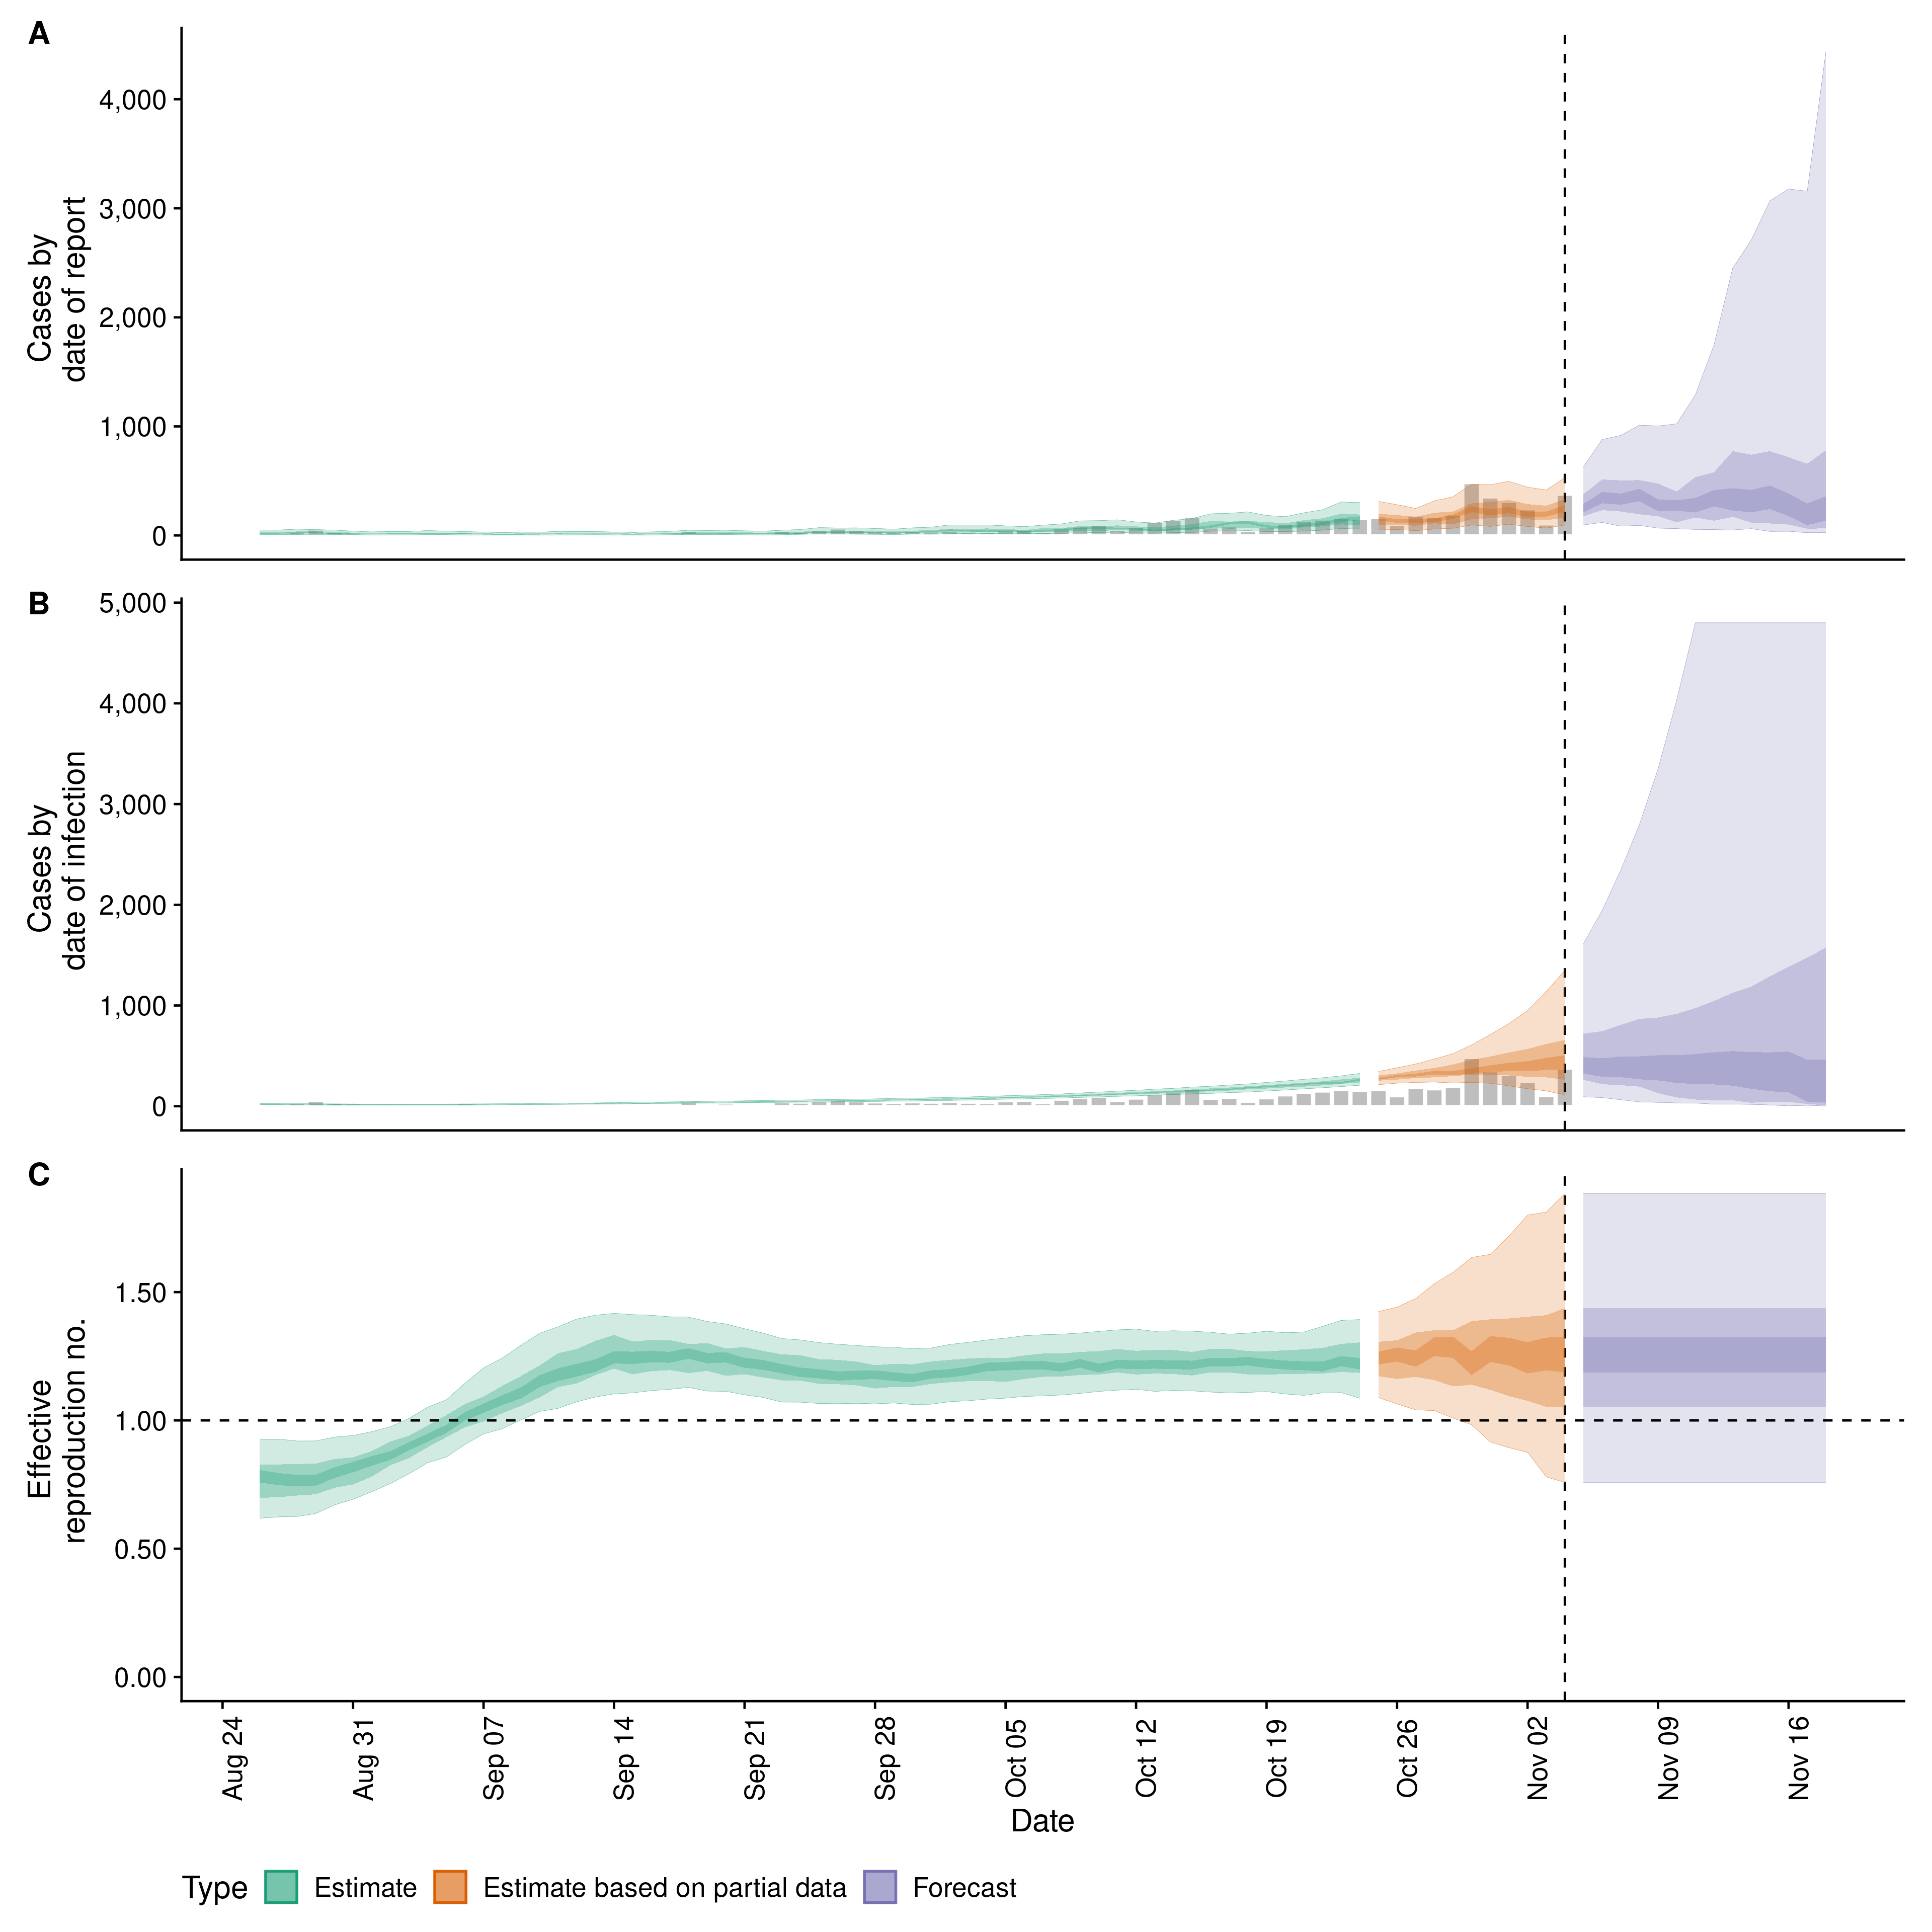 A
Cases by
date of report
4,000
3,000
2,000
1,000
0
B
Cases by
date of infection
5,000
4,000
3,000
2,000
1,000
0
C
Effective
reproduction no.
1.50
1.00
0.50
0.00
Aug 24
Aug 31
Sep 07
Sep 14
Sep 21
Sep 28
Oct 05
Oct 12
Oct 19
Oct 26
Nov 02
Nov 09
Nov 16
Date
Type Estimate Estimate based on partial data Forecast